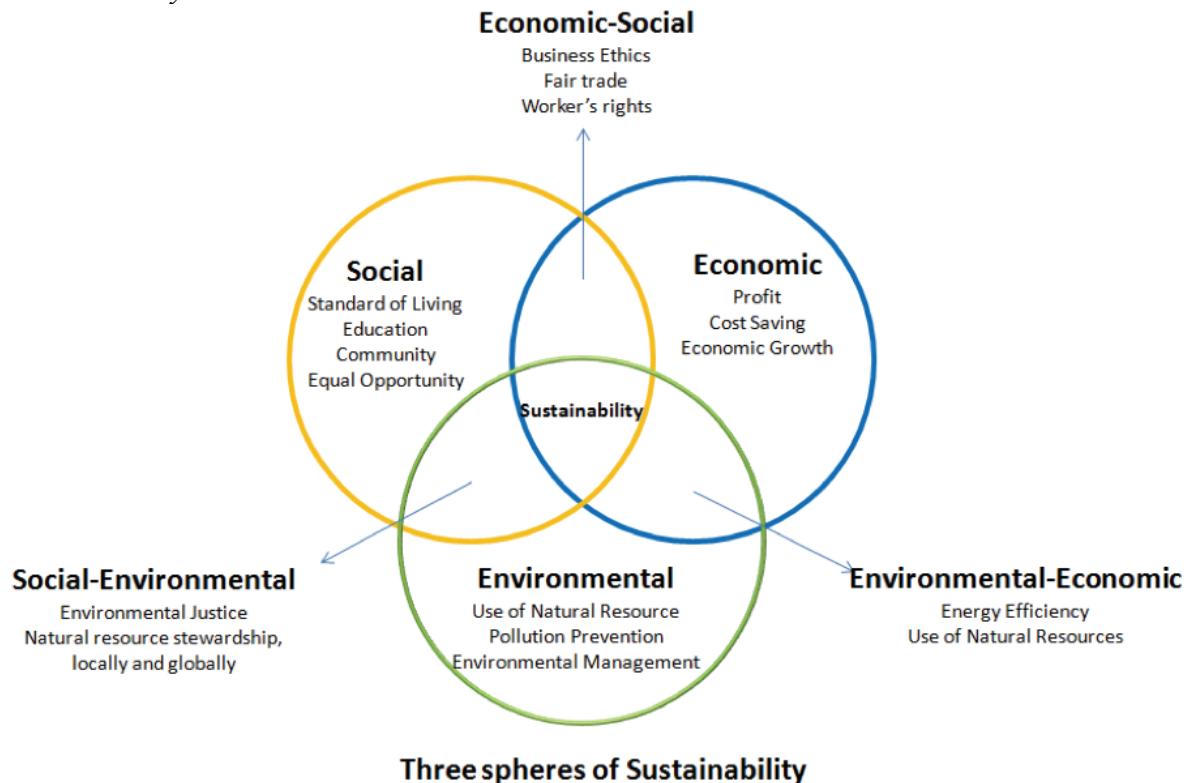 Economic-Social
Business Ethics
Fair trade
Worker's rights
Social
Standard of Living
Education
Community
Equal Opportunity
Economic
Profit
Cost Saving
Economic Growth
Sustainability
Social-Environmental
Environmental Justice
Natural resource stewardship,
locally and globally
Environmental
Use of Natural Resource
Pollution Prevention
Environmental Management
Environmental-Economic
Energy Efficiency
Use of Natural Resources
Three spheres of Sustainability